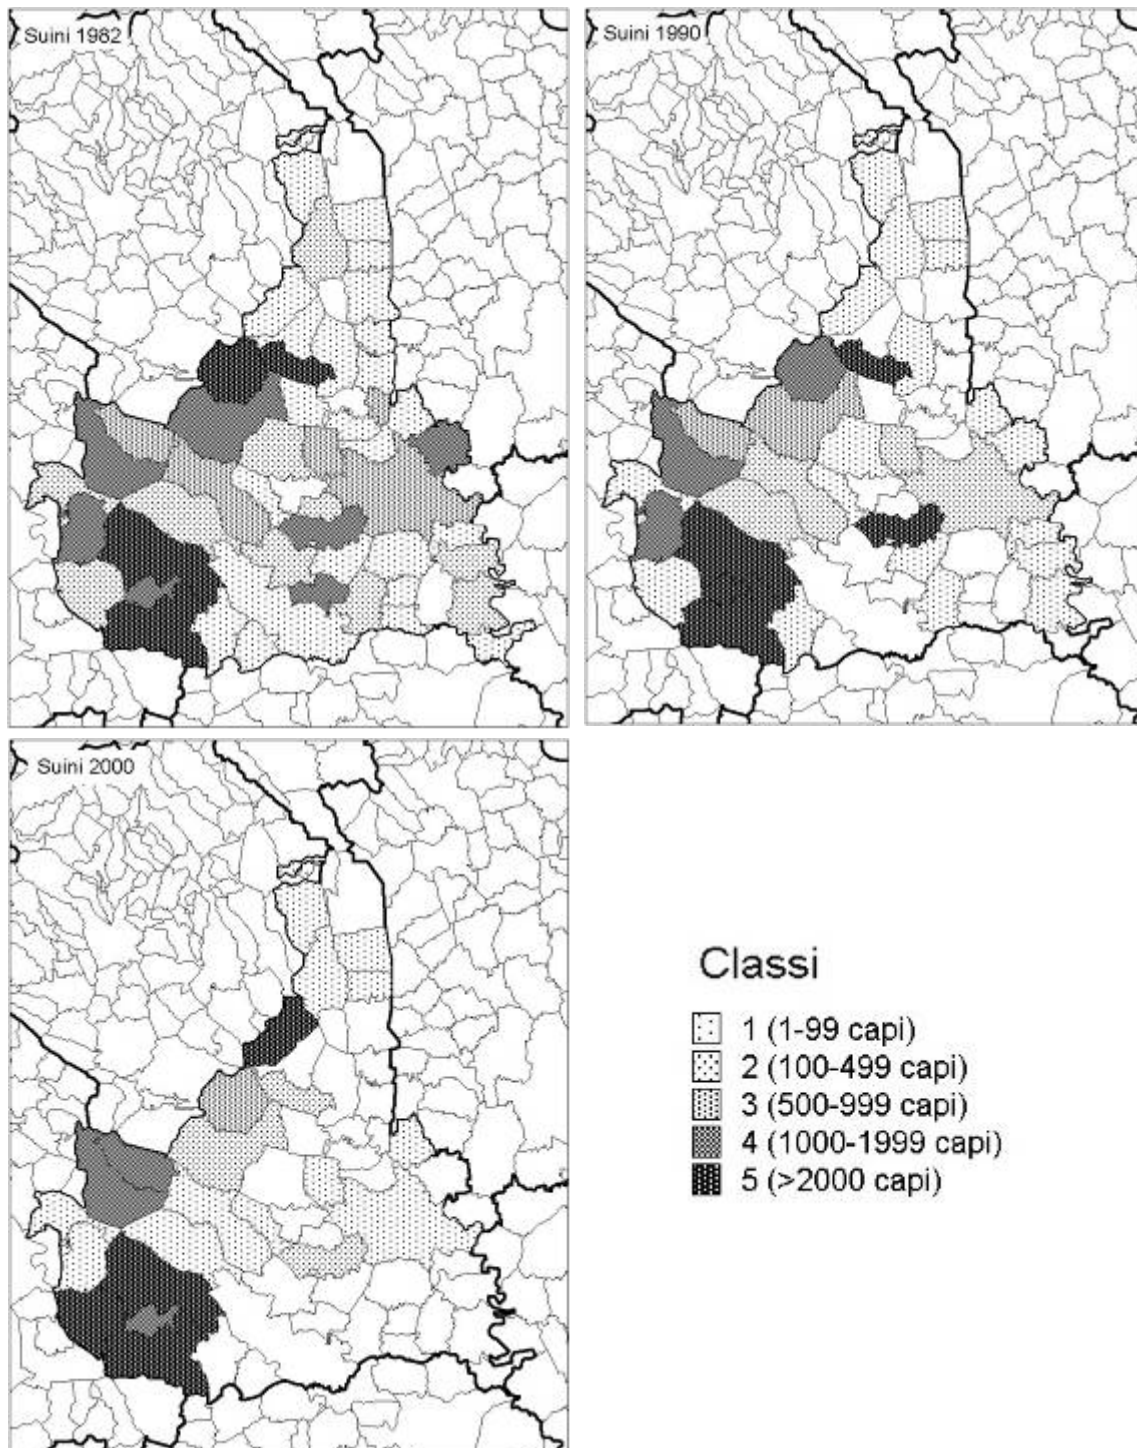 Suini 1982
Suini 1990
Suini 2000
Classi
1 (1-99 capi)
2 (100-499 capi)
3 (500-999 capi)
4 (1000-1999 capi)
5 (>2000 capi)